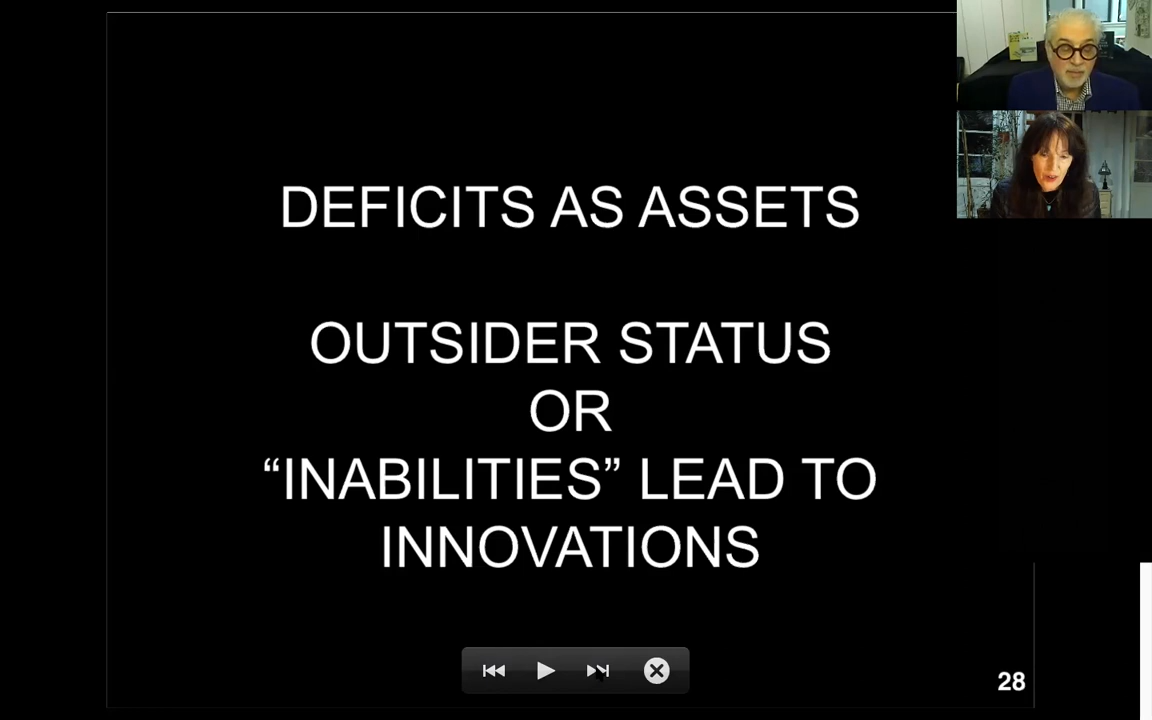 DEFICITS AS ASSETS
OUTSIDER STATUS
OR
“INABILITIES” LEAD TO
INNOVATIONS
28